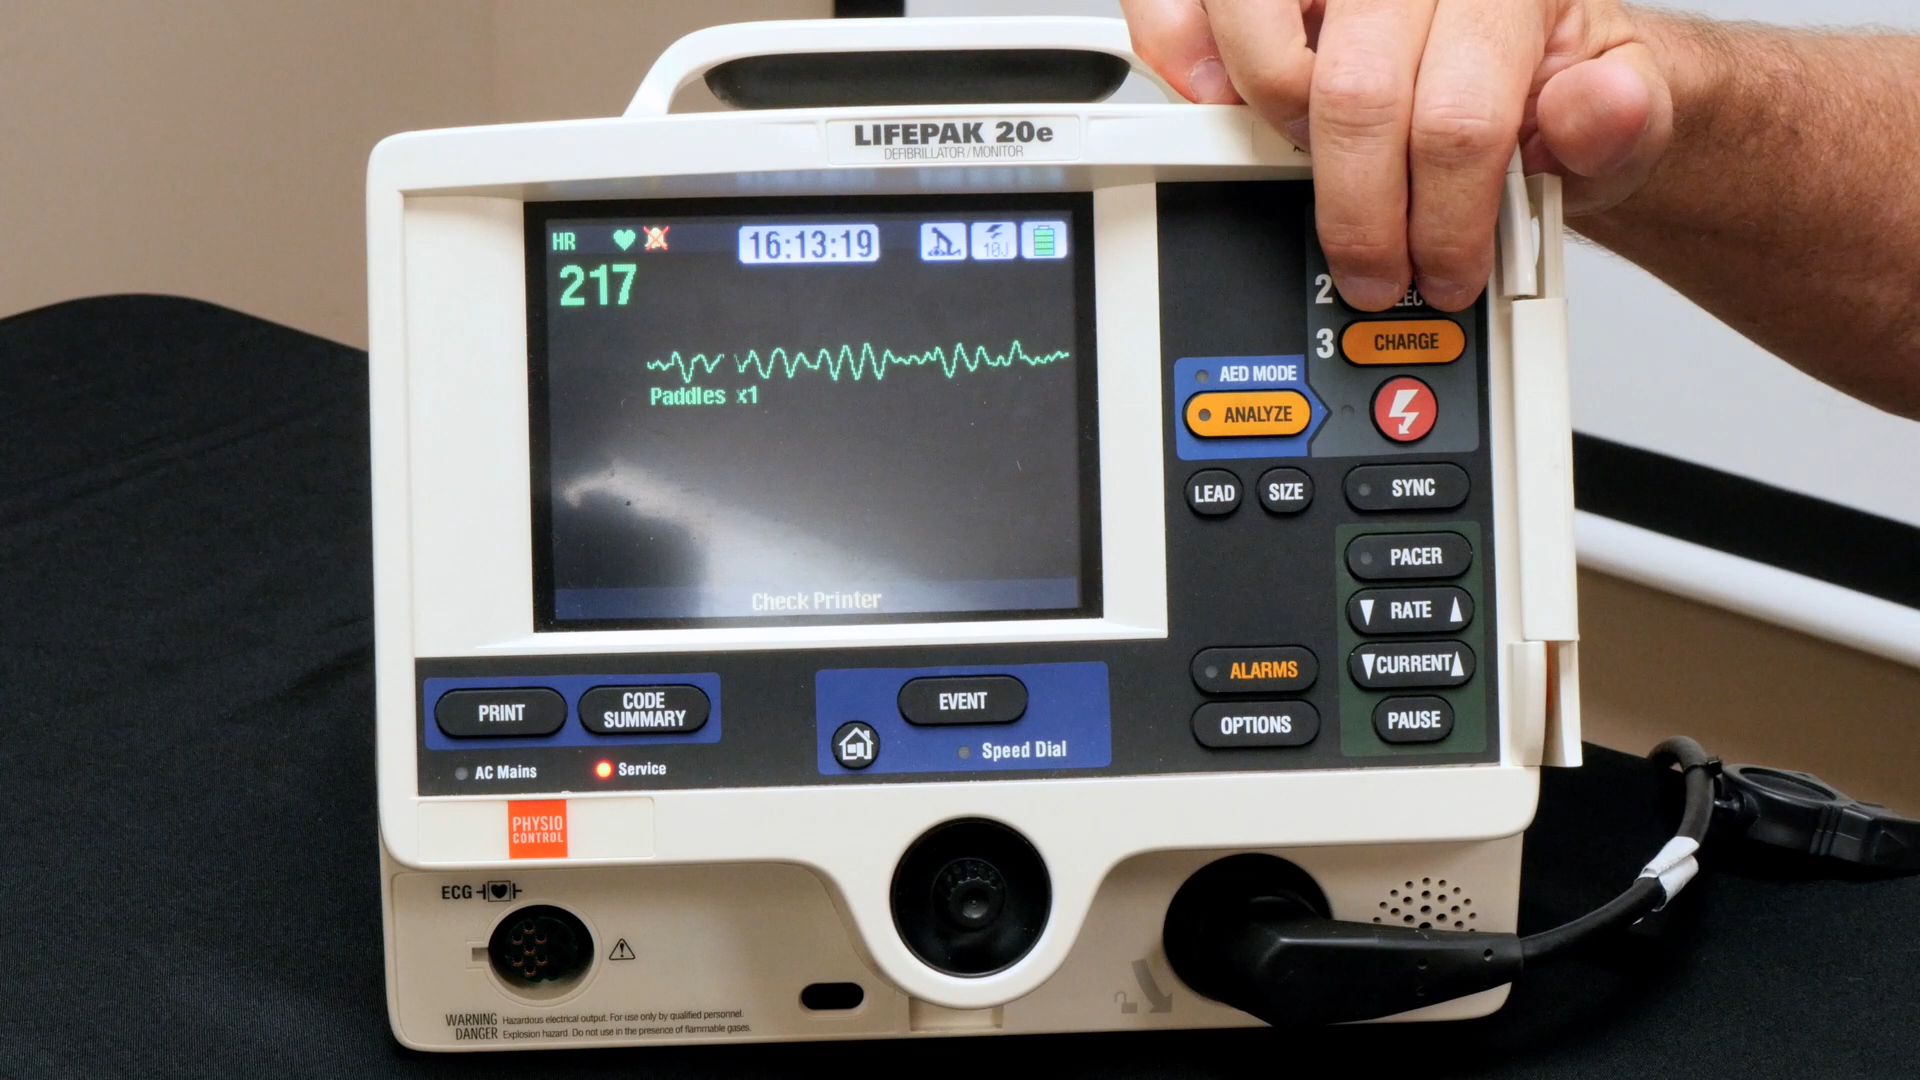 LIFEPAK 20e
DEFIBRILLATOR/MONITOR
HR
16:13:19
10J
217
Paddles x1
Check Printer
2
3
CHARGE
AED MODE
ANALYZE
LEAD
SIZE
SYNC
PACER
RATE
CURRENT
PAUSE
ALARMS
OPTIONS
PRINT
CODE
SUMMARY
EVENT
Speed Dial
AC Mains
Service
PHYSIO
CONTROL
ECG
WARNING Hazardous electrical output. For use only by qualified personnel.
DANGER Explosion hazard. Do not use in the presence of flammable gases.